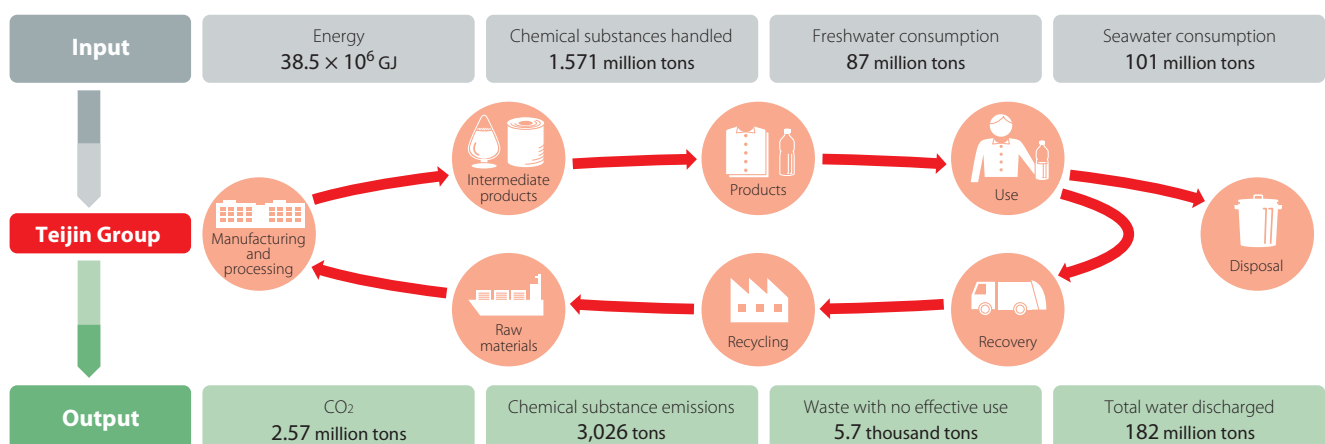 Input
Energy
38.5 × 10⁶ GJ
Chemical substances handled
1.571 million tons
Freshwater consumption
87 million tons
Seawater consumption
101 million tons
Teijin Group
Manufacturing
and
processing
Intermediate
products
Products
Use
Disposal
Raw
materials
Recycling
Recovery
Output
CO₂
2.57 million tons
Chemical substance emissions
3,026 tons
Waste with no effective use
5.7 thousand tons
Total water discharged
182 million tons